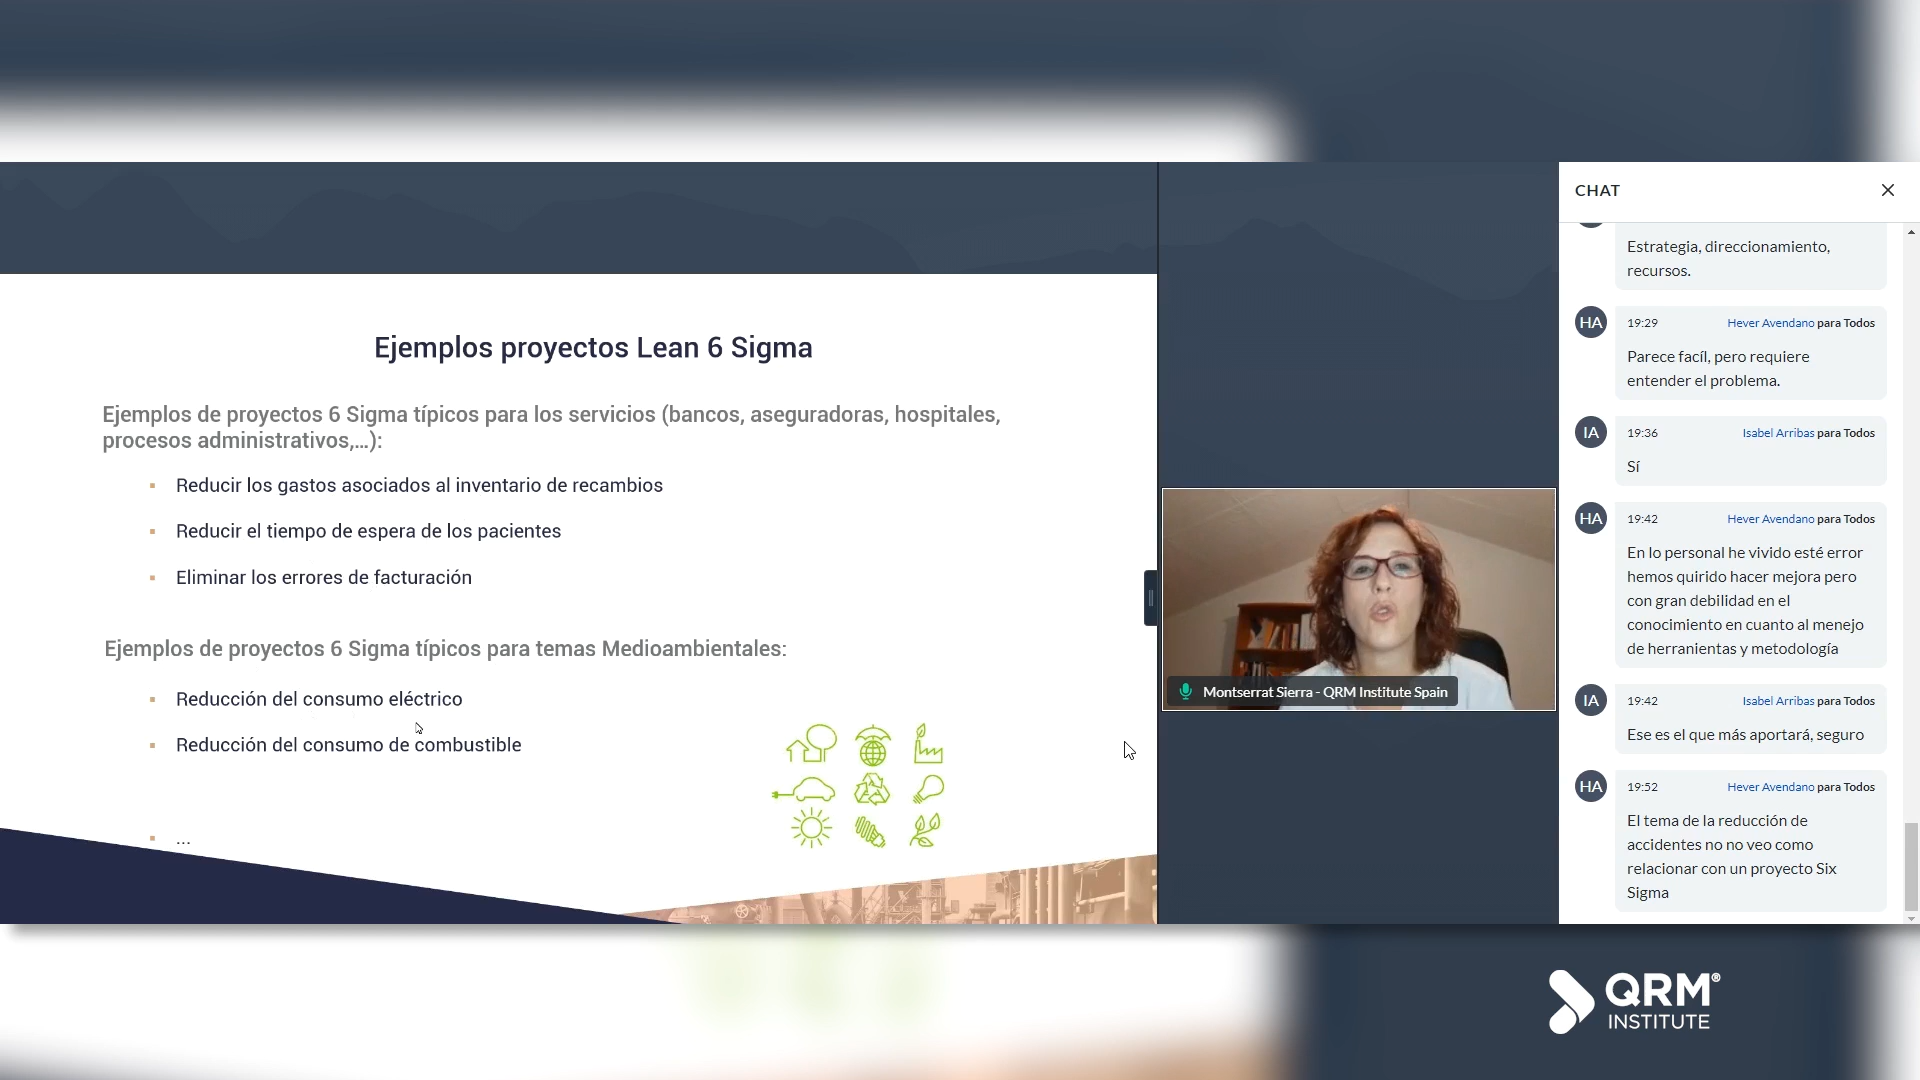 Ejemplos proyectos Lean 6 Sigma
Ejemplos de proyectos 6 Sigma típicos para los servicios (bancos, aseguradoras, hospitales,
procesos administrativos,...):
Reducir los gastos asociados al inventario de recambios
Reducir el tiempo de espera de los pacientes
Eliminar los errores de facturación
Ejemplos de proyectos 6 Sigma típicos para temas Medioambientales:
Reducción del consumo eléctrico
Reducción del consumo de combustible
...
Montserrat Sierra - QRM Institute Spain
CHAT
Estrategia, direccionamiento,
recursos.
HA 19:29 Hever Avendano para Todos
Parece facíl, pero requiere
entender el problema.
IA 19:36 Isabel Arribas para Todos
Sí
HA 19:42 Hever Avendano para Todos
En lo personal he vivido esté error
hemos quirido hacer mejora pero
con gran debilidad en el
conocimiento en cuanto al menejo
de herranientas y metodología
IA 19:42 Isabel Arribas para Todos
Ese es el que más aportará, seguro
HA 19:52 Hever Avendano para Todos
El tema de la reducción de
accidentes no no veo como
relacionar con un proyecto Six
Sigma
QRM®
INSTITUTE